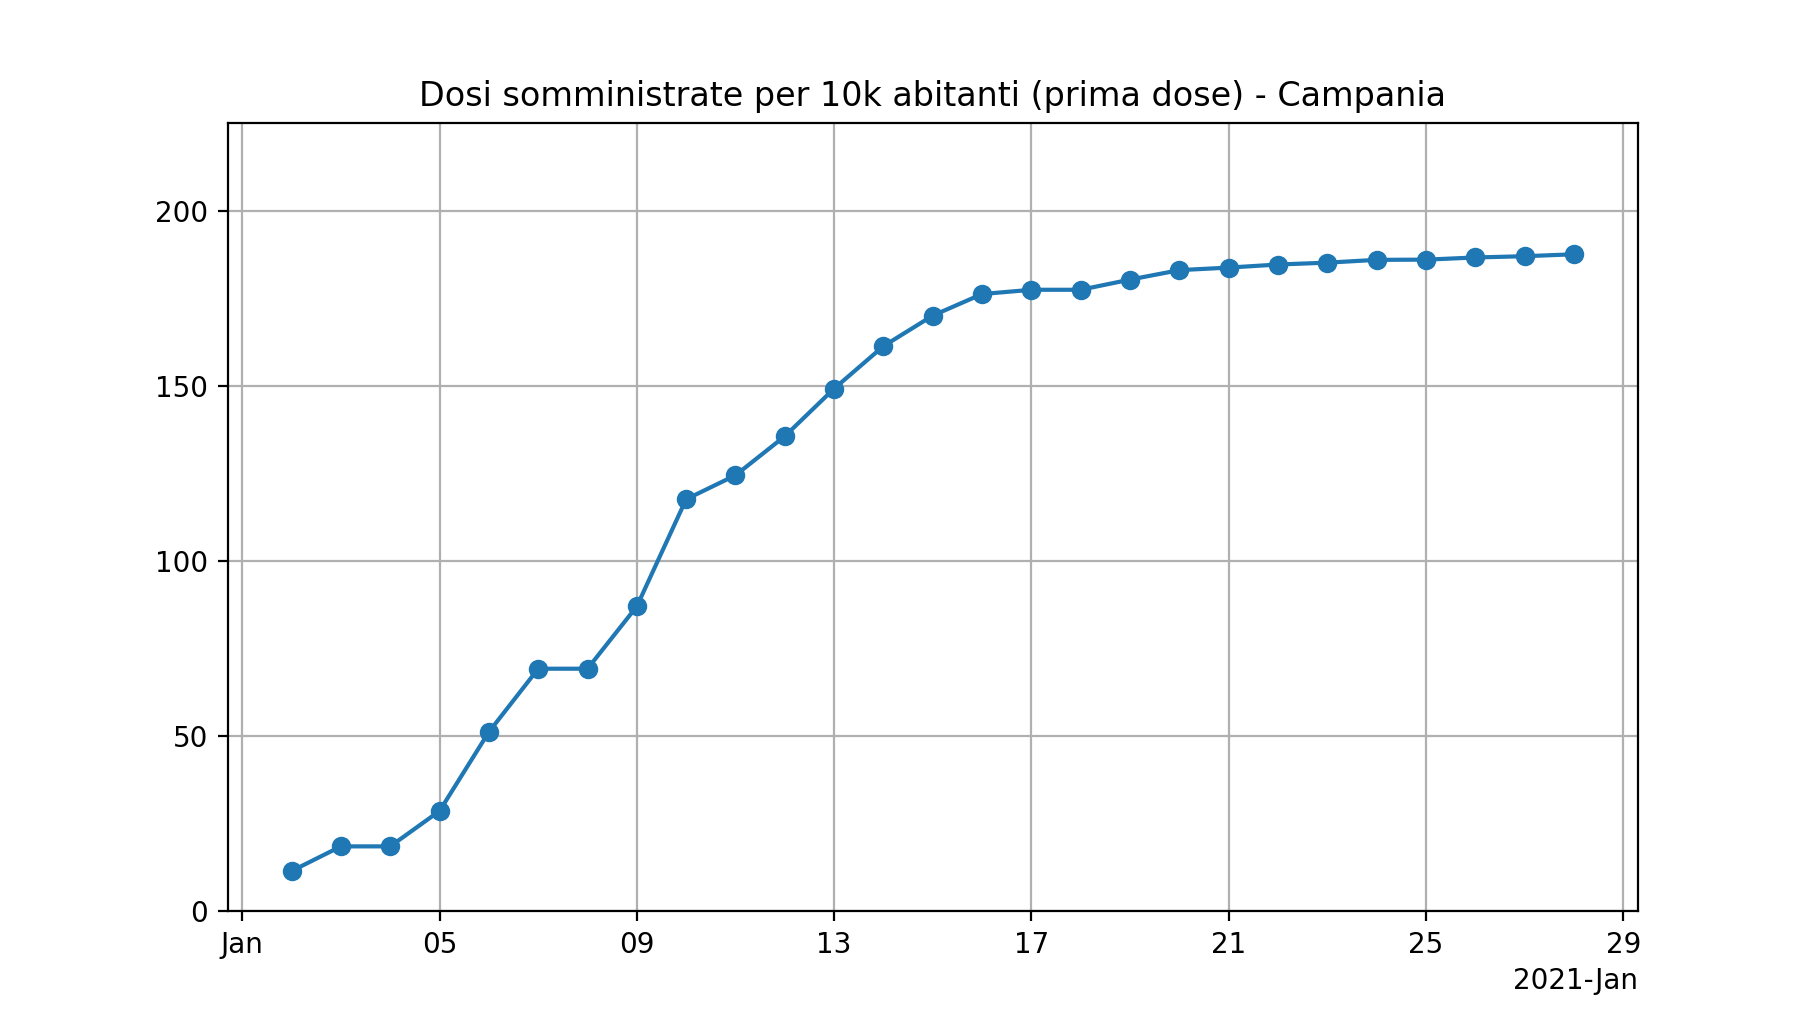 Dosi somministrate per 10k abitanti (prima dose) - Campania
200
150
100
50
0
Jan 05 09 13 17 21 25 29
2021-Jan